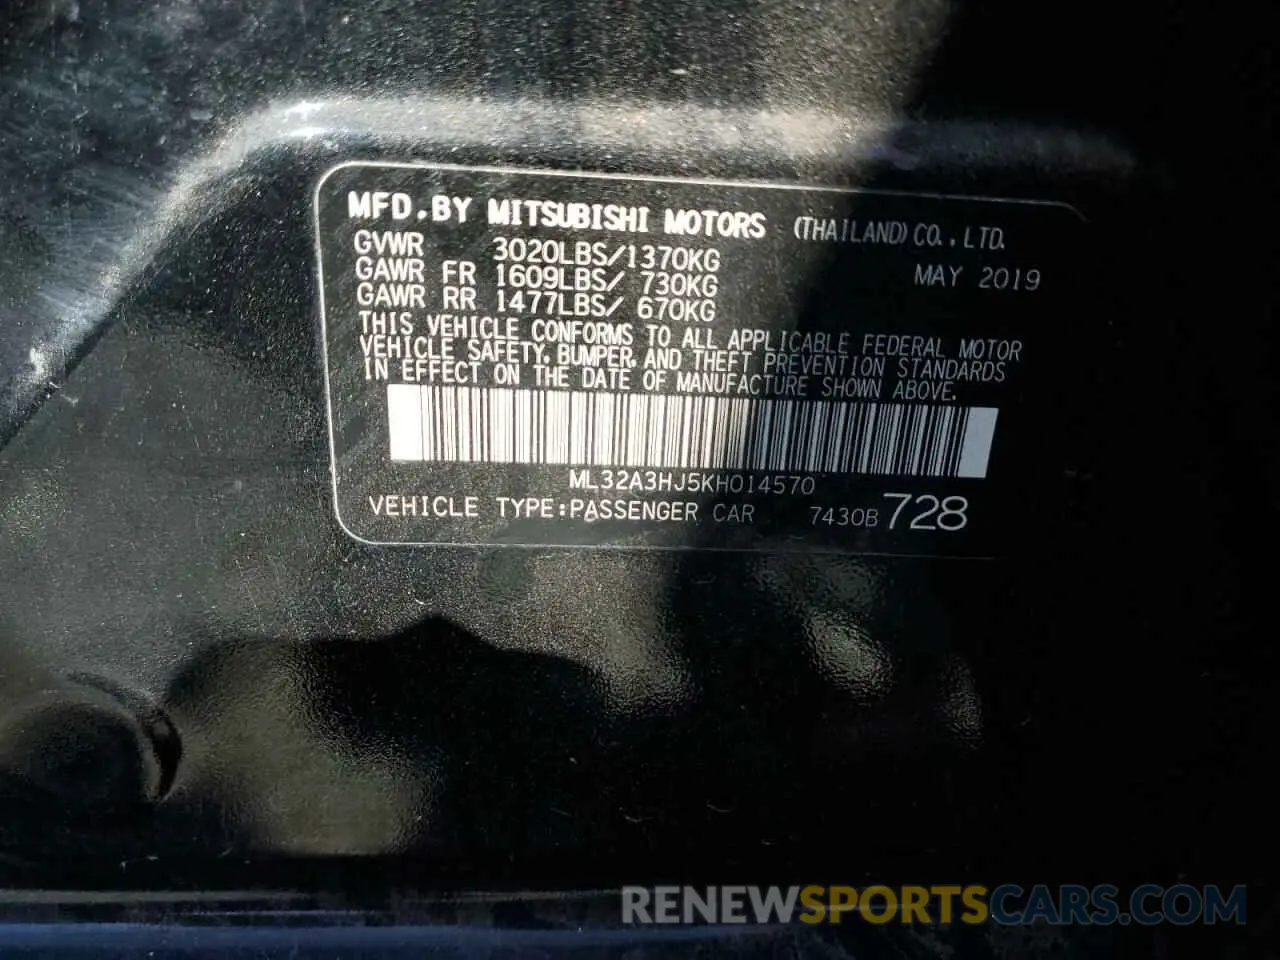 MFD.BY MITSUBISHI MOTORS (THAILAND) CO.,LTD.
GVWR 3020LBS/1370KG MAY 2019
GAWR FR 1609LBS/ 730KG
GAWR RR 1477LBS/ 670KG
THIS VEHICLE CONFORMS TO ALL APPLICABLE FEDERAL MOTOR
VEHICLE SAFETY, BUMPER, AND THEFT PREVENTION STANDARDS
IN EFFECT ON THE DATE OF MANUFACTURE SHOWN ABOVE.
ML32A3HJ5KH014570
VEHICLE TYPE:PASSENGER CAR 7430B 728
RENEWSPORTSCARS.COM